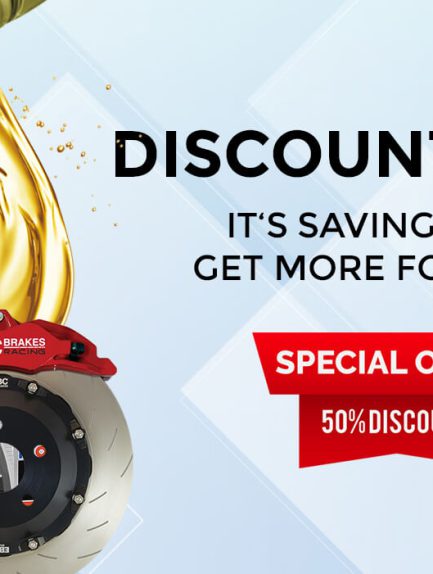 DISCOUNT
IT'S SAVING
GET MORE FO
BRAKES
RACING
SPECIAL O
50% DISCOU